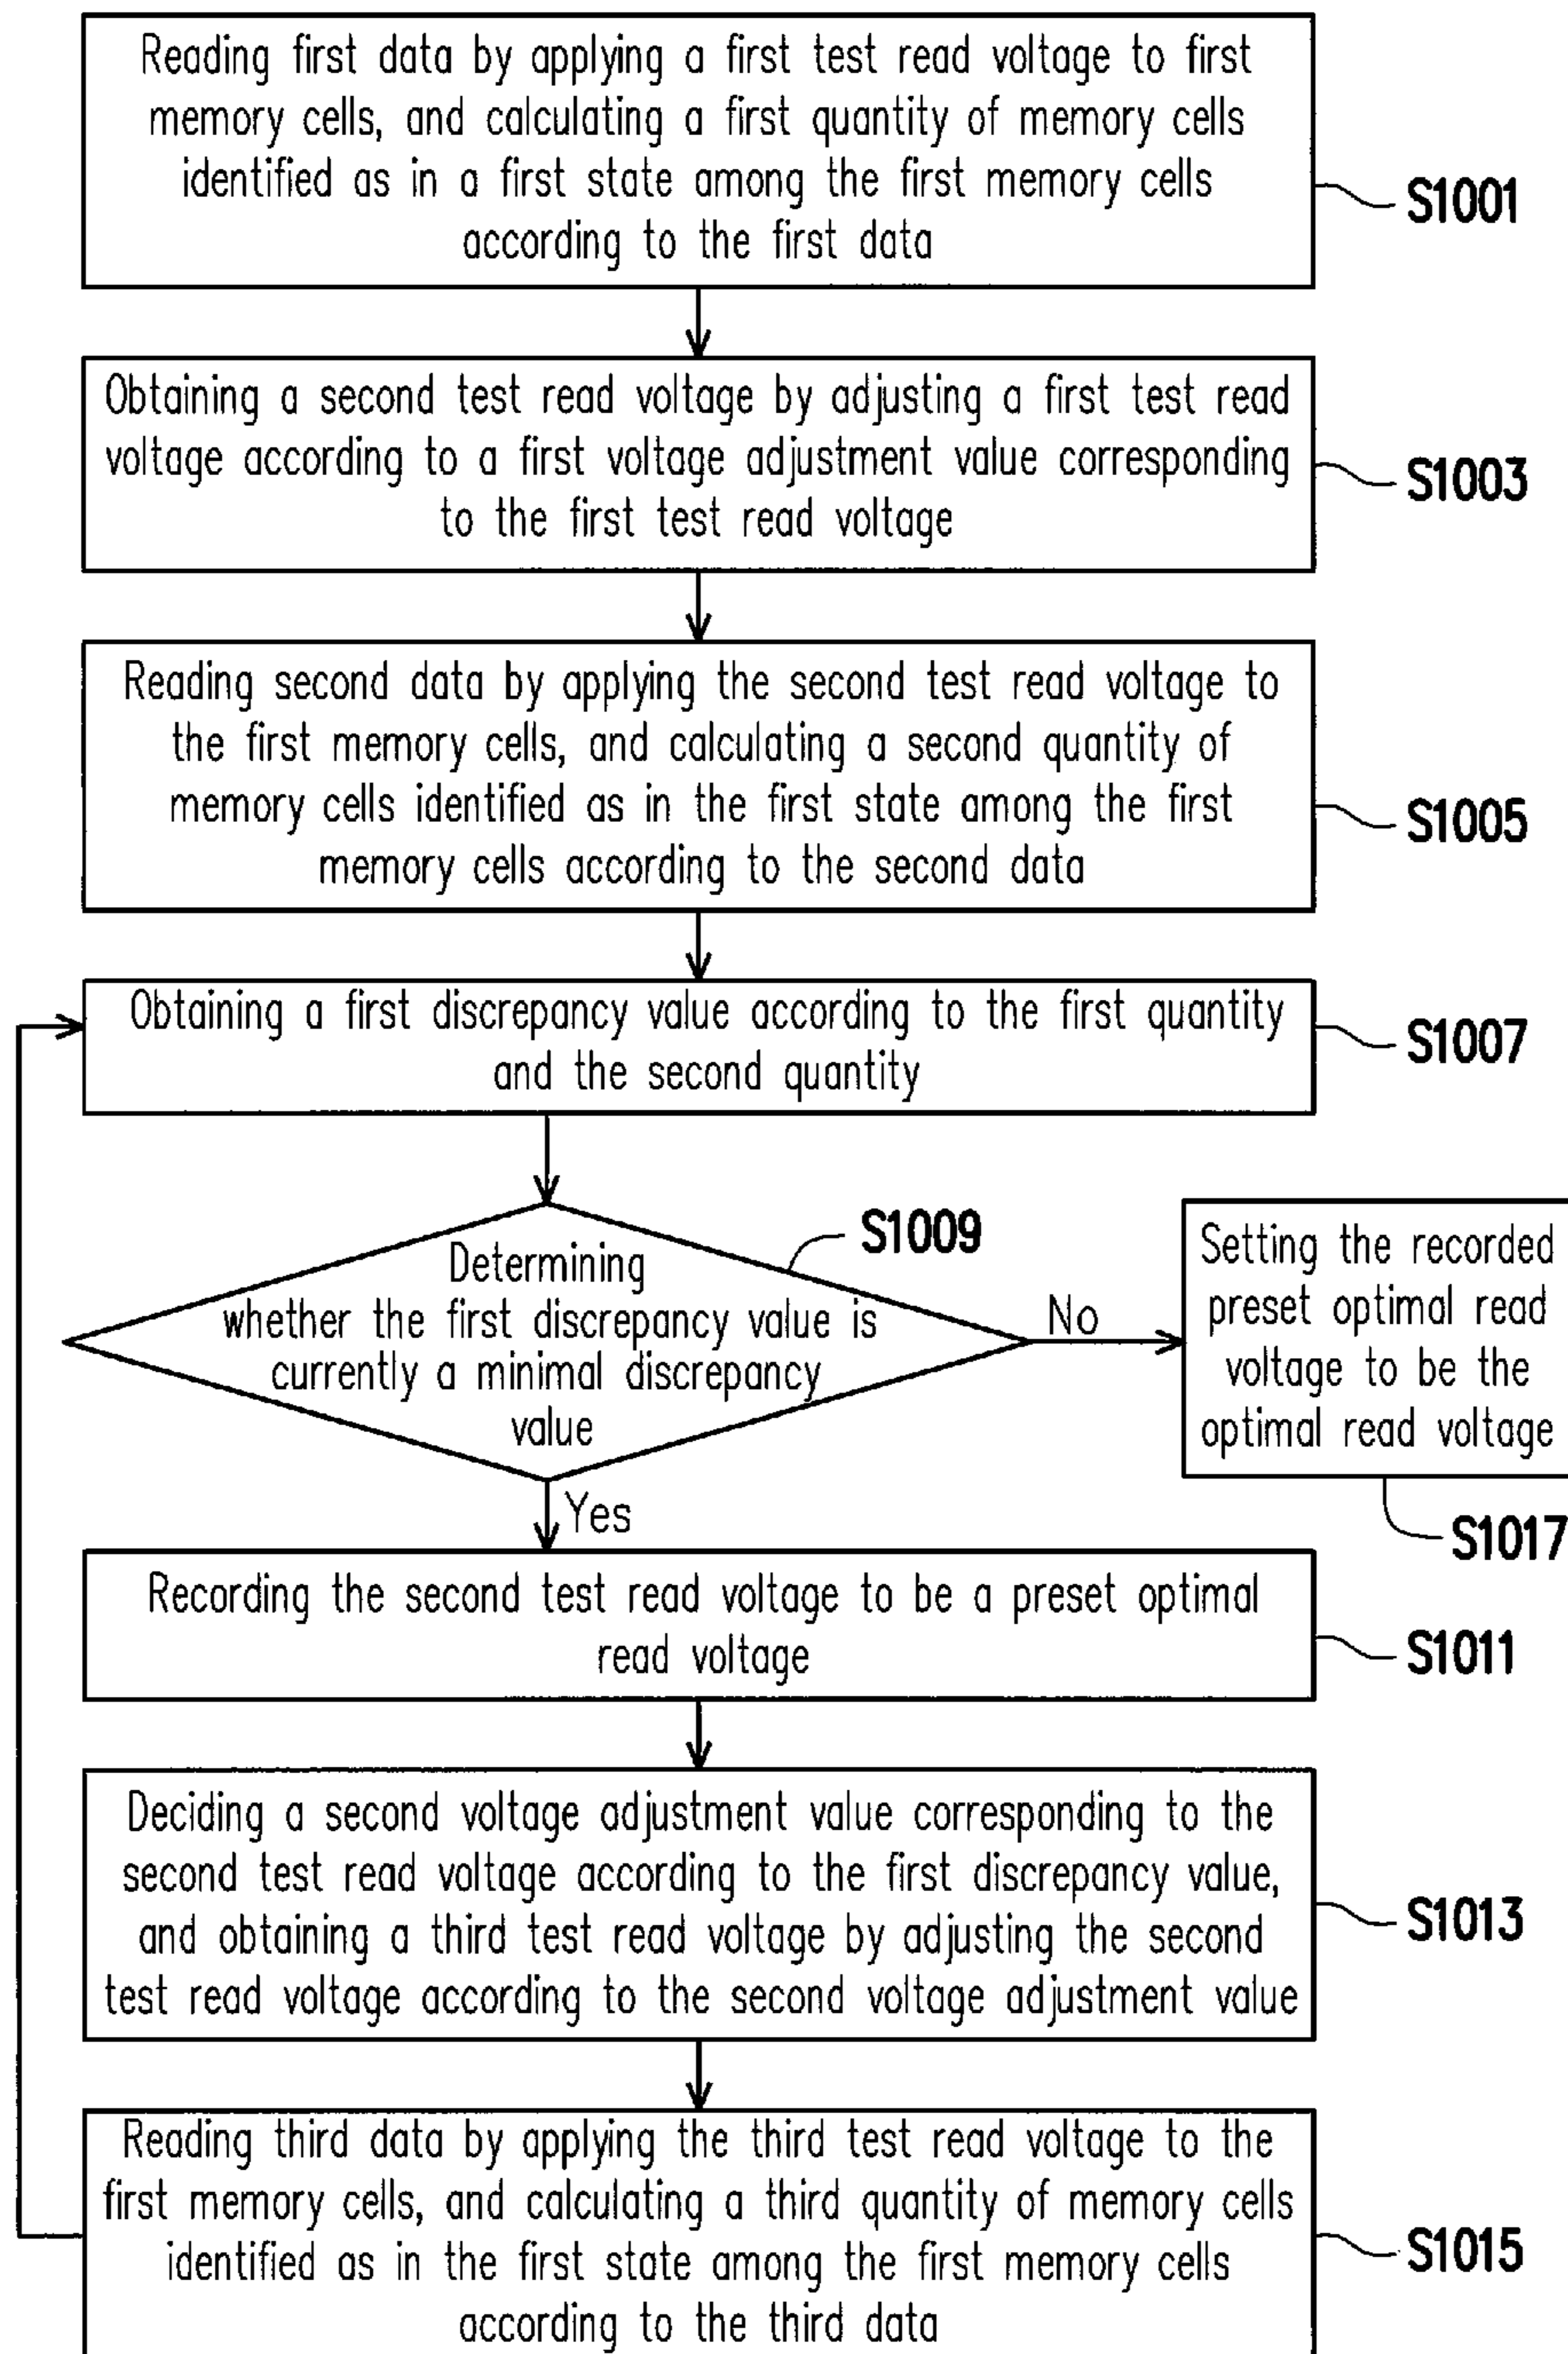 Reading first data by applying a first test read voltage to first
memory cells, and calculating a first quantity of memory cells
identified as in a first state among the first memory cells
according to the first data
S1001
Obtaining a second test read voltage by adjusting a first test read
voltage according to a first voltage adjustment value corresponding
to the first test read voltage
S1003
Reading second data by applying the second test read voltage to
the first memory cells, and calculating a second quantity of
memory cells identified as in the first state among the first
memory cells according to the second data
S1005
Obtaining a first discrepancy value according to the first quantity
and the second quantity
S1007
Determining
whether the first discrepancy value is
currently a minimal discrepancy
value
S1009
No
Setting the recorded
preset optimal read
voltage to be the
optimal read voltage
S1017
Yes
Recording the second test read voltage to be a preset optimal
read voltage
S1011
Deciding a second voltage adjustment value corresponding to the
second test read voltage according to the first discrepancy value,
and obtaining a third test read voltage by adjusting the second
test read voltage according to the second voltage adjustment value
S1013
Reading third data by applying the third test read voltage to the
first memory cells, and calculating a third quantity of memory cells
identified as in the first state among the first memory cells
according to the third data
S1015